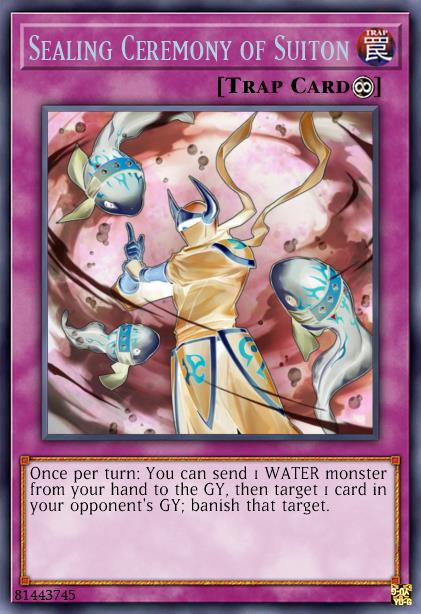 Sealing Ceremony of Suiton
TRAP
罠
[Trap Card]
Once per turn: You can send 1 WATER monster
from your hand to the GY, then target 1 card in
your opponent's GY; banish that target.
81443745